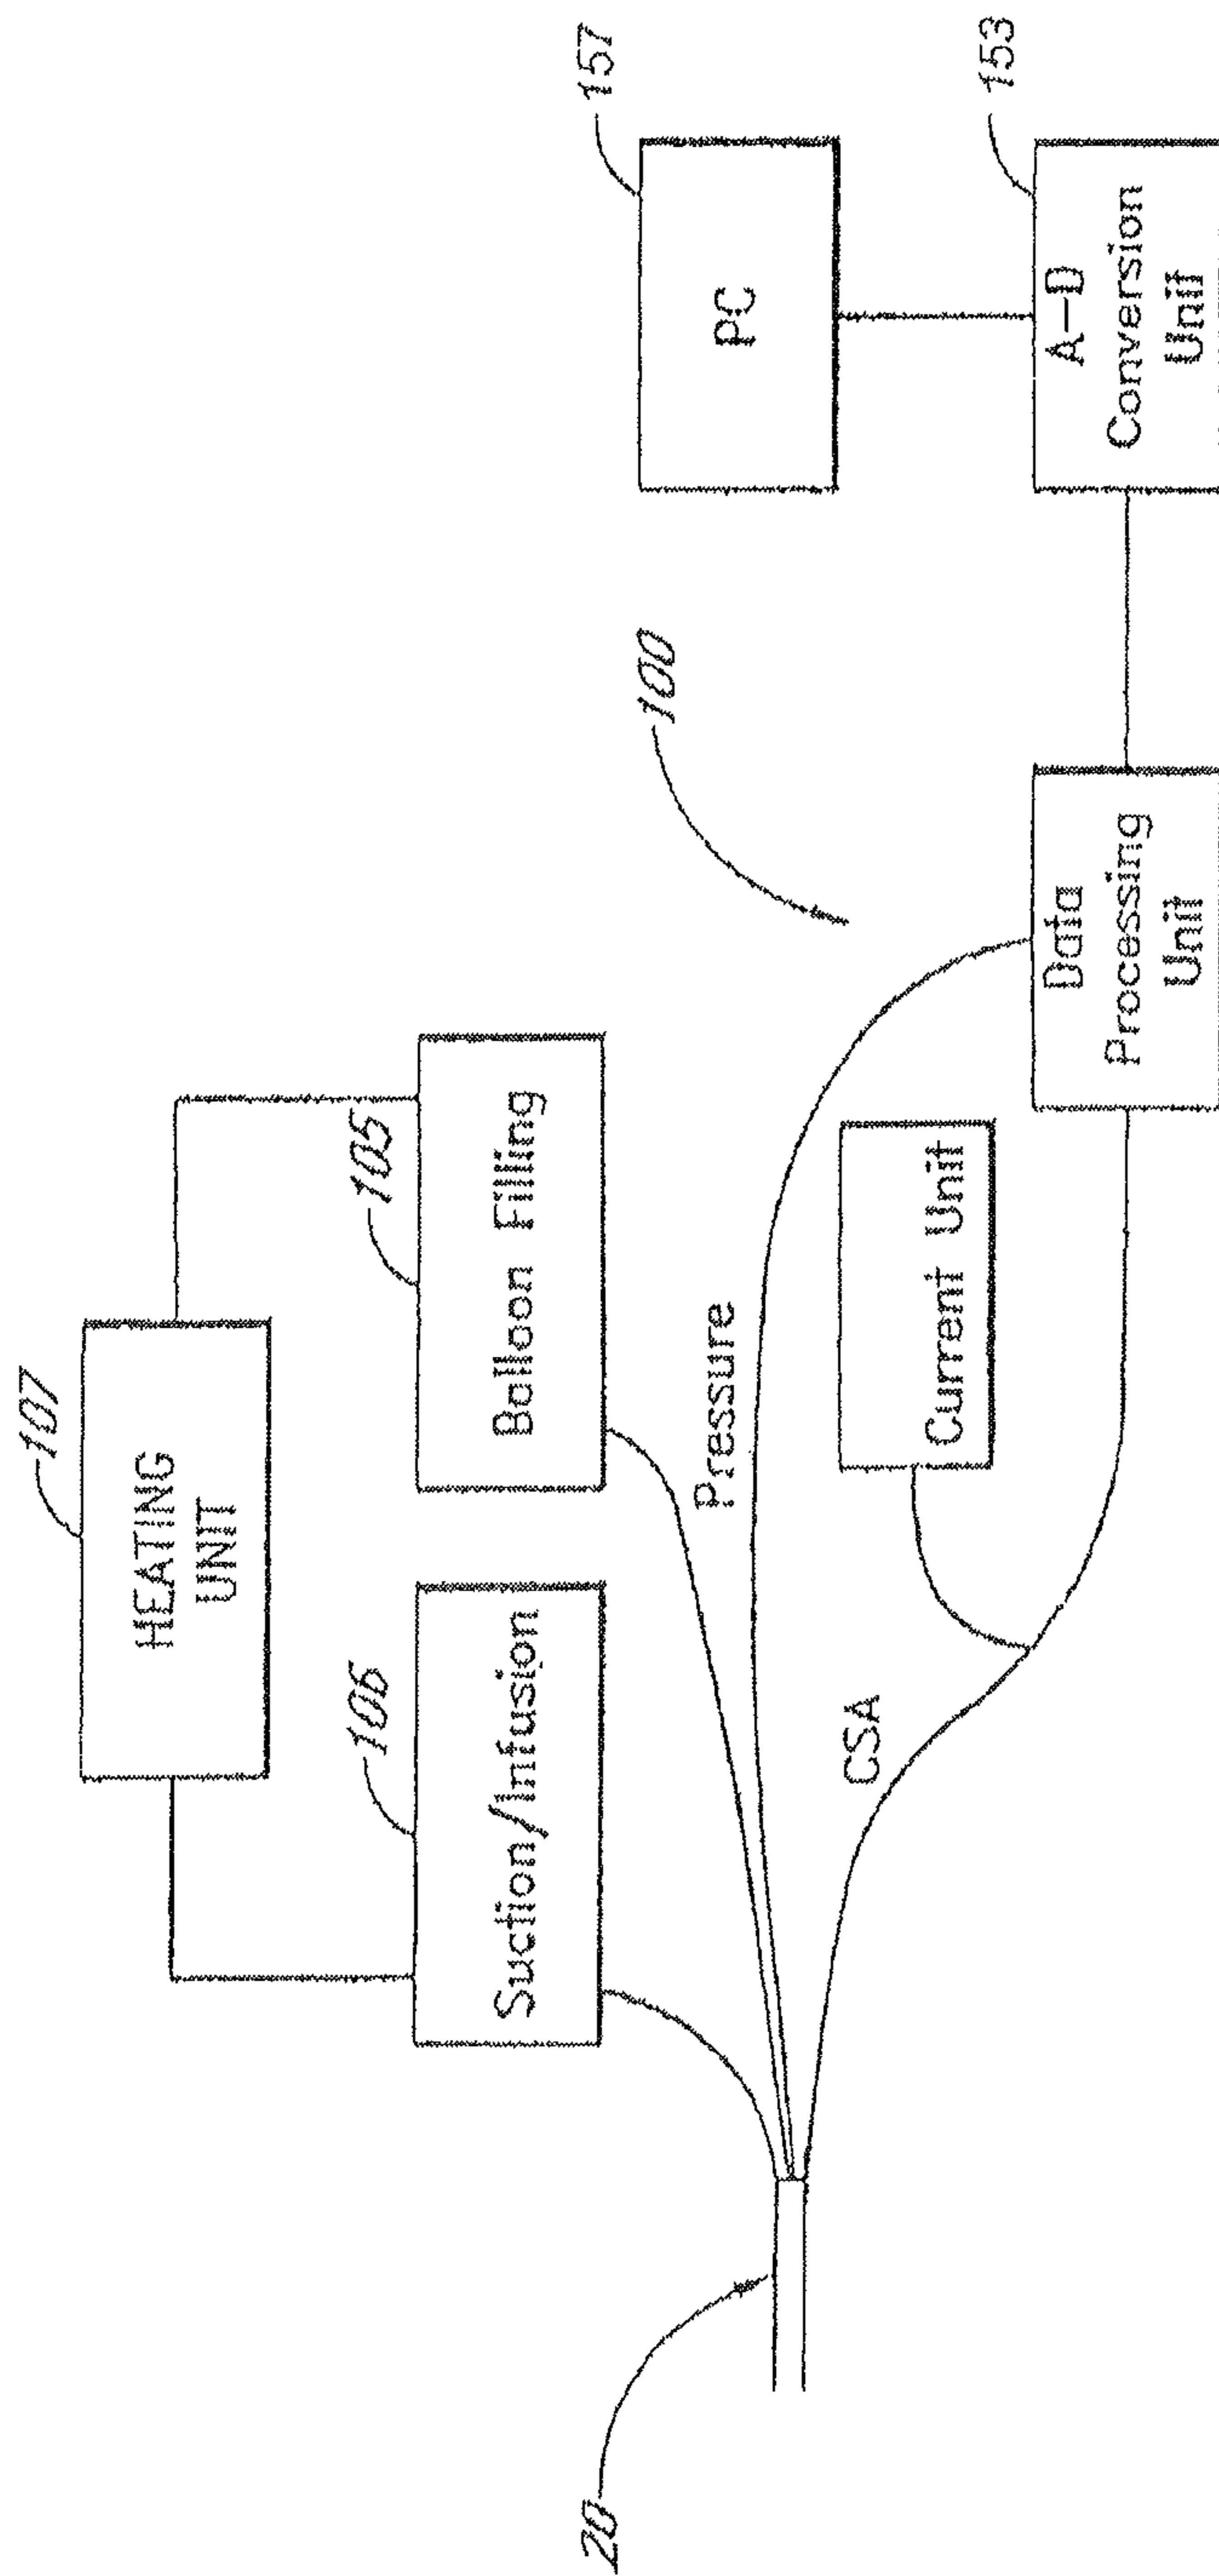 107
HEATING
UNIT
106
Suction/Infusion
105
Balloon Filling
157
PC
20
Pressure
100
CSA
Current Unit
Data
Processing
Unit
153
A-D
Conversion
Unit